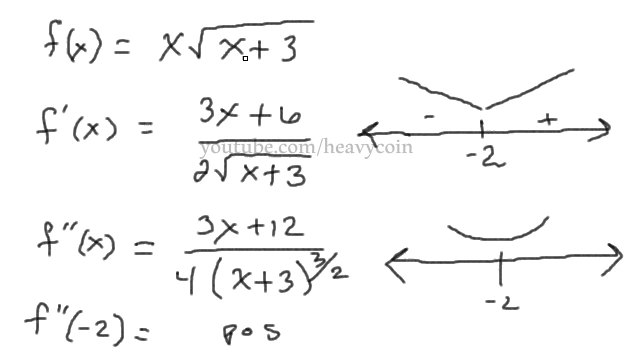 f(x) = x√(x+3)
f'(x) = (3x+6)/(2√(x+3))
- +
-2
youtube.com/heavycoin
f''(x) = (3x+12)/(4(x+3)^(3/2))
-2
f''(-2) = pos